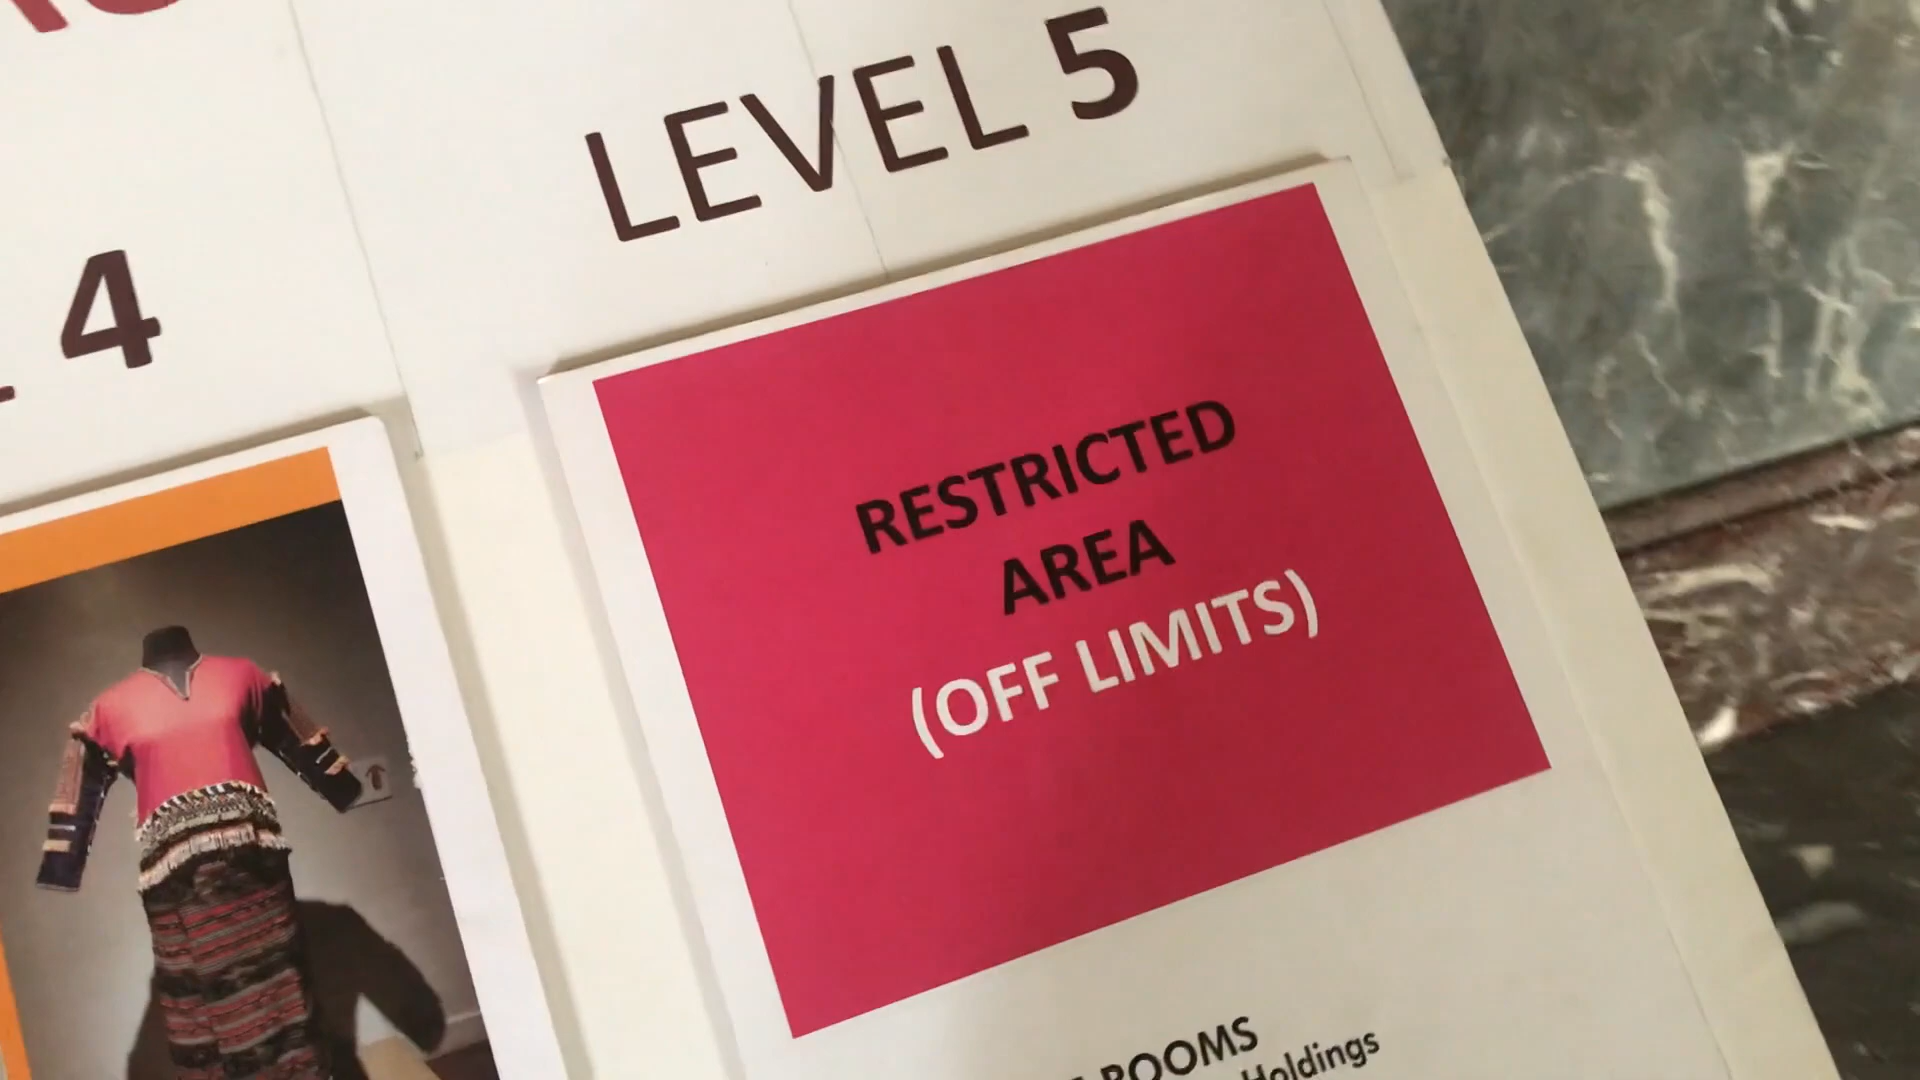 LEVEL 5
4
RESTRICTED
AREA
(OFF LIMITS)
ROOMS
Holdings